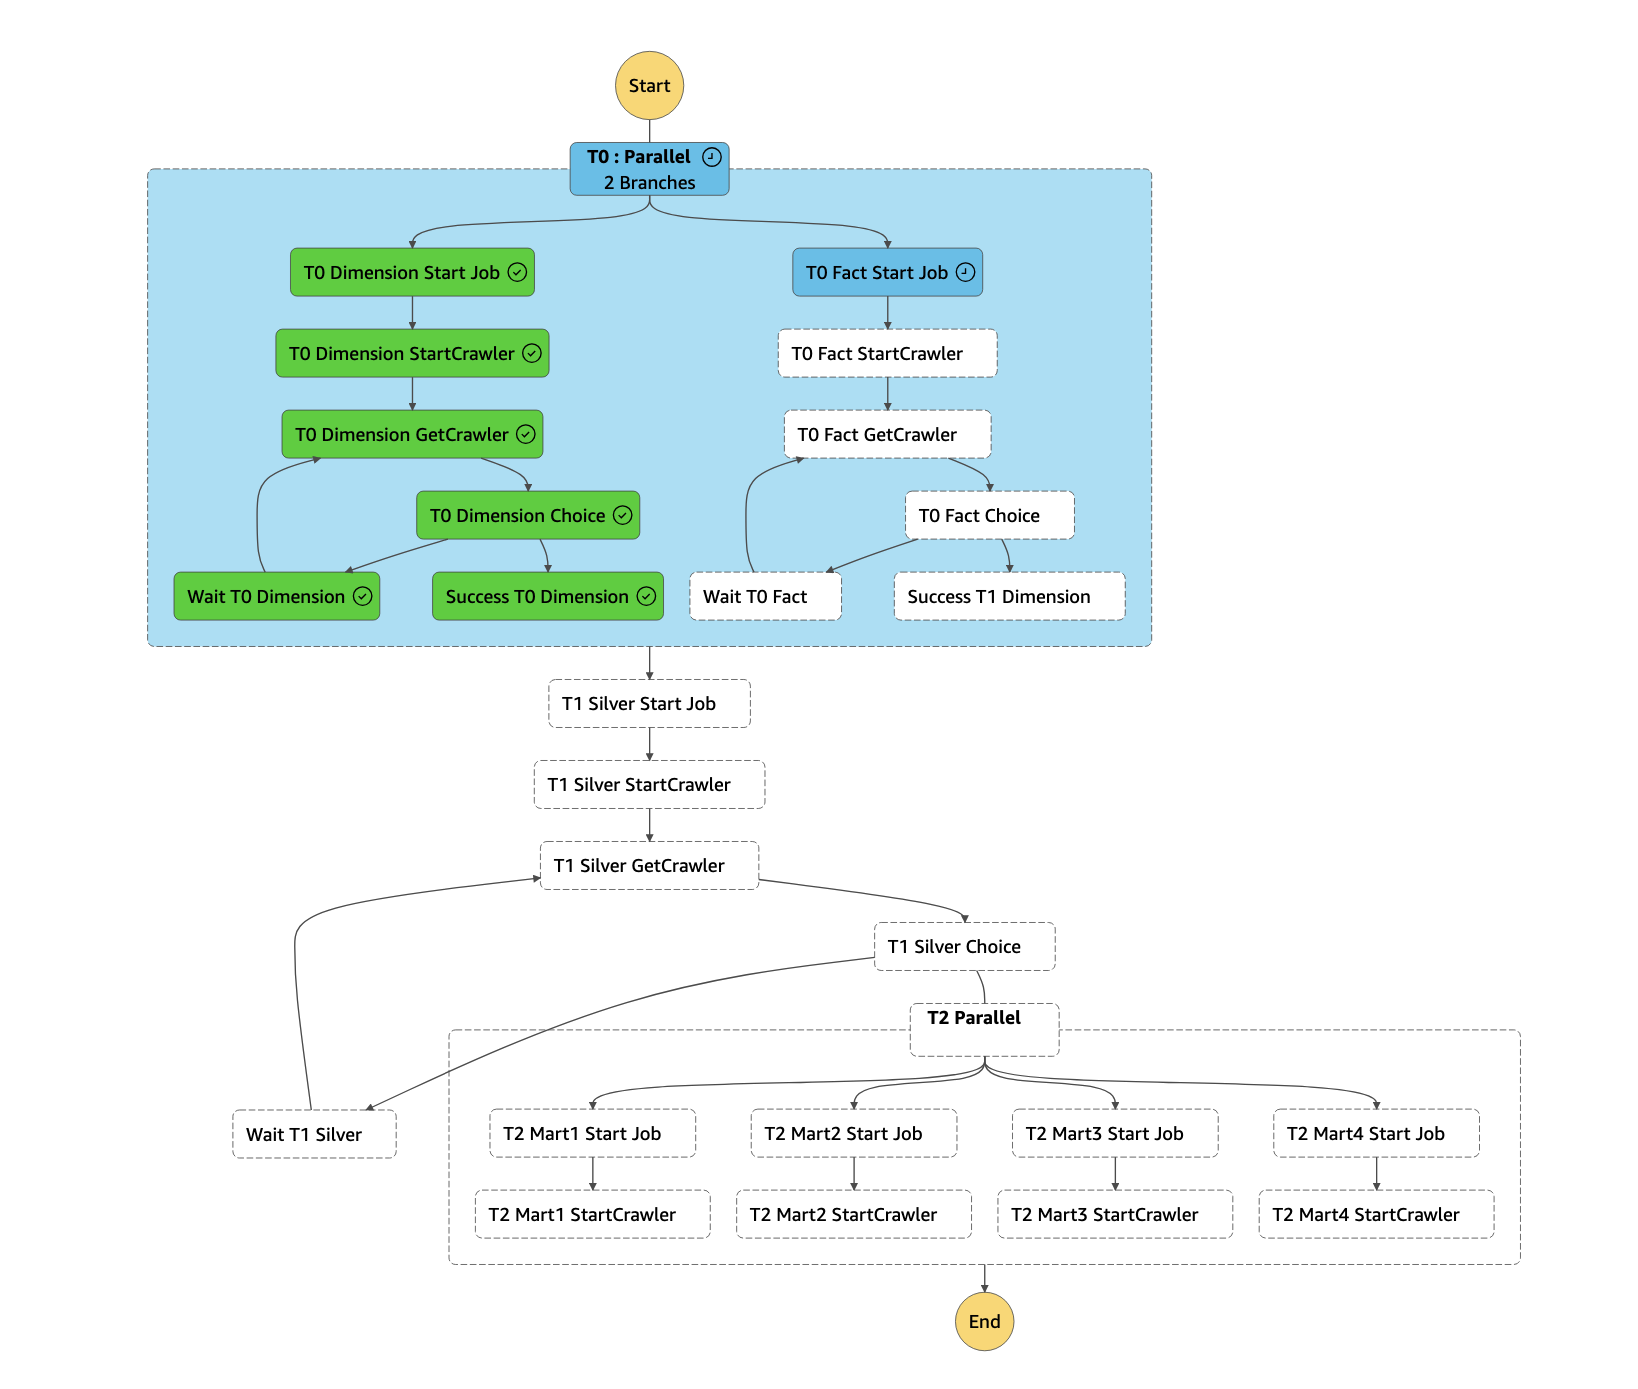 Start
T0 : Parallel
2 Branches
T0 Dimension Start Job
T0 Fact Start Job
T0 Dimension StartCrawler
T0 Fact StartCrawler
T0 Dimension GetCrawler
T0 Fact GetCrawler
T0 Dimension Choice
T0 Fact Choice
Wait T0 Dimension
Success T0 Dimension
Wait T0 Fact
Success T1 Dimension
T1 Silver Start Job
T1 Silver StartCrawler
T1 Silver GetCrawler
T1 Silver Choice
T2 Parallel
Wait T1 Silver
T2 Mart1 Start Job
T2 Mart2 Start Job
T2 Mart3 Start Job
T2 Mart4 Start Job
T2 Mart1 StartCrawler
T2 Mart2 StartCrawler
T2 Mart3 StartCrawler
T2 Mart4 StartCrawler
End